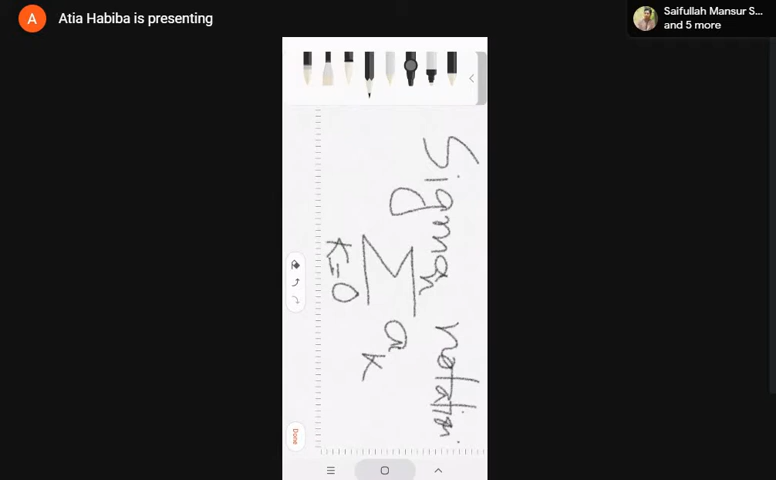 A Atia Habiba is presenting
Saifullah Mansur S...
and 5 more
Sigma notation
∑ a_k
K=0
Done